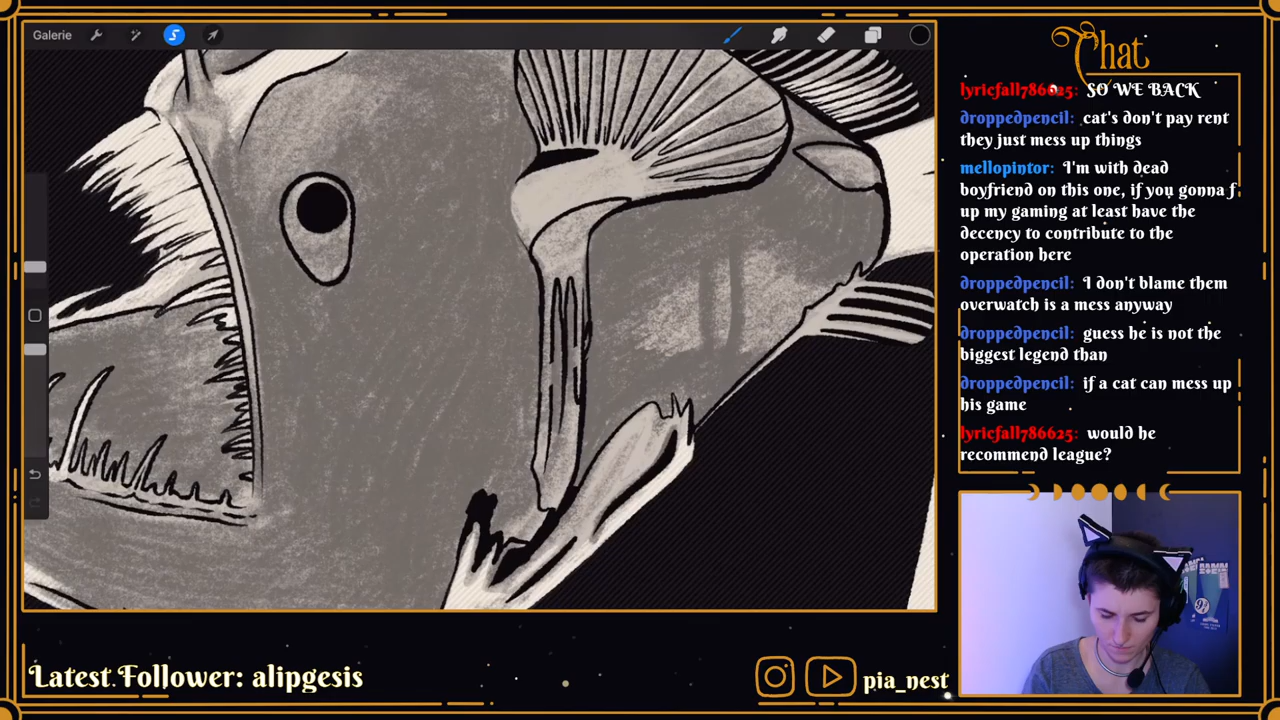 Galerie
Chat
lyricfall786625: SO WE BACK
droppedpencil: cat's don't pay rent
they just mess up things
mellopintor: I'm with dead
boyfriend on this one, if you gonna f
up my gaming at least have the
decency to contribute to the
operation here
droppedpencil: I don't blame them
overwatch is a mess anyway
droppedpencil: guess he is not the
biggest legend than
droppedpencil: if a cat can mess up
his game
lyricfall786625: would he
recommend league?
Latest Follower: alipgesis
pia_nest